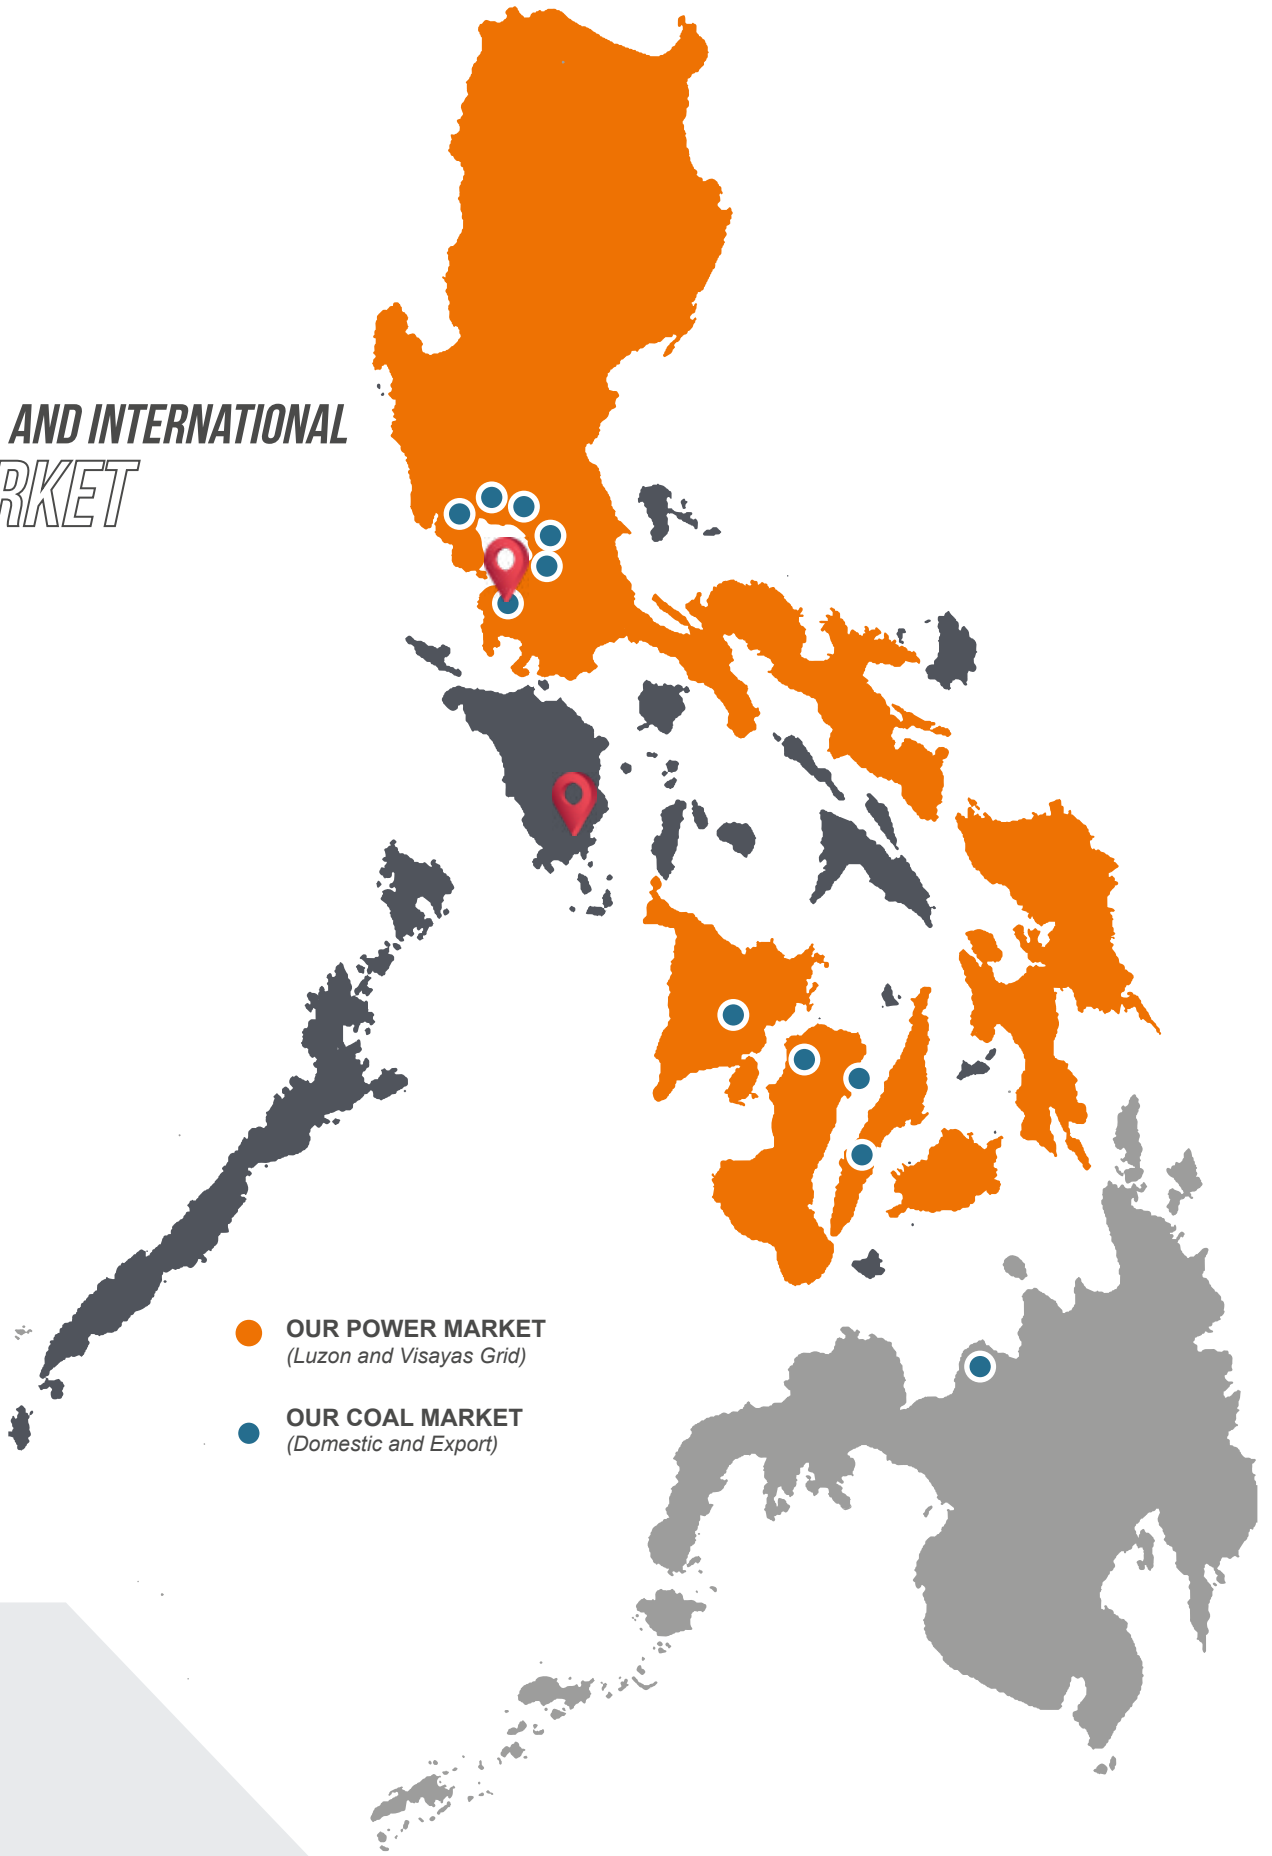 AND INTERNATIONAL
RKET
OUR POWER MARKET
(Luzon and Visayas Grid)
OUR COAL MARKET
(Domestic and Export)